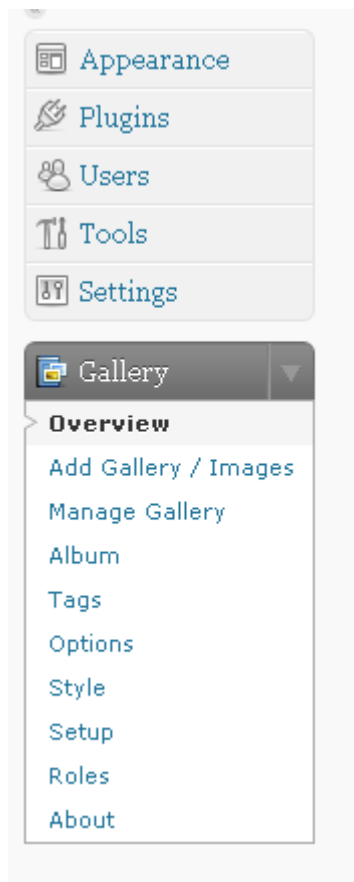 Appearance
Plugins
Users
Tools
Settings
Gallery
Overview
Add Gallery / Images
Manage Gallery
Album
Tags
Options
Style
Setup
Roles
About